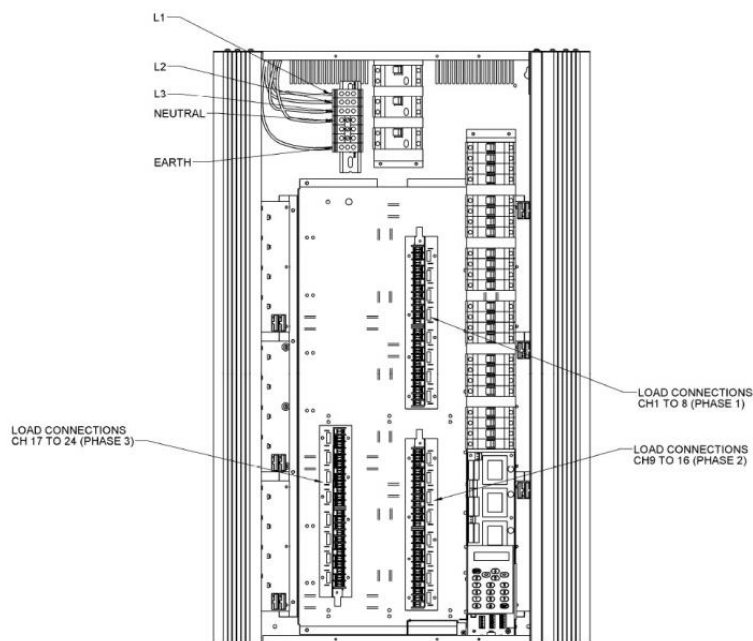 L1
L2
L3
NEUTRAL
EARTH
LOAD CONNECTIONS
CH1 TO 8 (PHASE 1)
LOAD CONNECTIONS
CH 17 TO 24 (PHASE 3)
LOAD CONNECTIONS
CH9 TO 16 (PHASE 2)